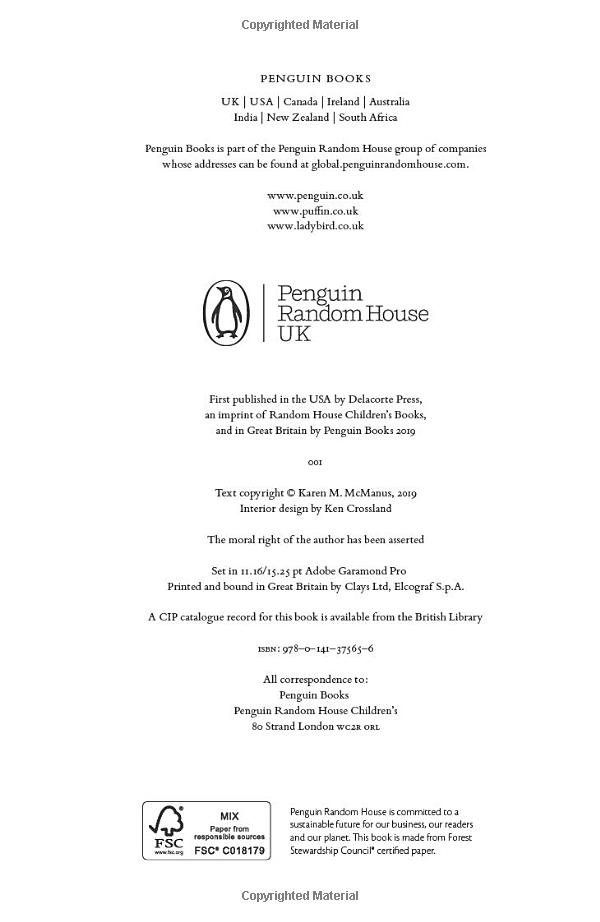 Copyrighted Material
PENGUIN BOOKS
UK | USA | Canada | Ireland | Australia
India | New Zealand | South Africa
Penguin Books is part of the Penguin Random House group of companies
whose addresses can be found at global.penguinrandomhouse.com.
www.penguin.co.uk
www.puffin.co.uk
www.ladybird.co.uk
Penguin
Random House
UK
First published in the USA by Delacorte Press,
an imprint of Random House Children's Books,
and in Great Britain by Penguin Books 2019
001
Text copyright © Karen M. McManus, 2019
Interior design by Ken Crossland
The moral right of the author has been asserted
Set in 11.16/15.25 pt Adobe Garamond Pro
Printed and bound in Great Britain by Clays Ltd, Elcograf S.p.A.
A CIP catalogue record for this book is available from the British Library
ISBN: 978–0–141–37565–6
All correspondence to:
Penguin Books
Penguin Random House Children's
80 Strand London WC2R 0RL
FSC
www.fsc.org
MIX
Paper from
responsible sources
FSC® C018179
Penguin Random House is committed to a
sustainable future for our business, our readers
and our planet. This book is made from Forest
Stewardship Council® certified paper.
Copyrighted Material